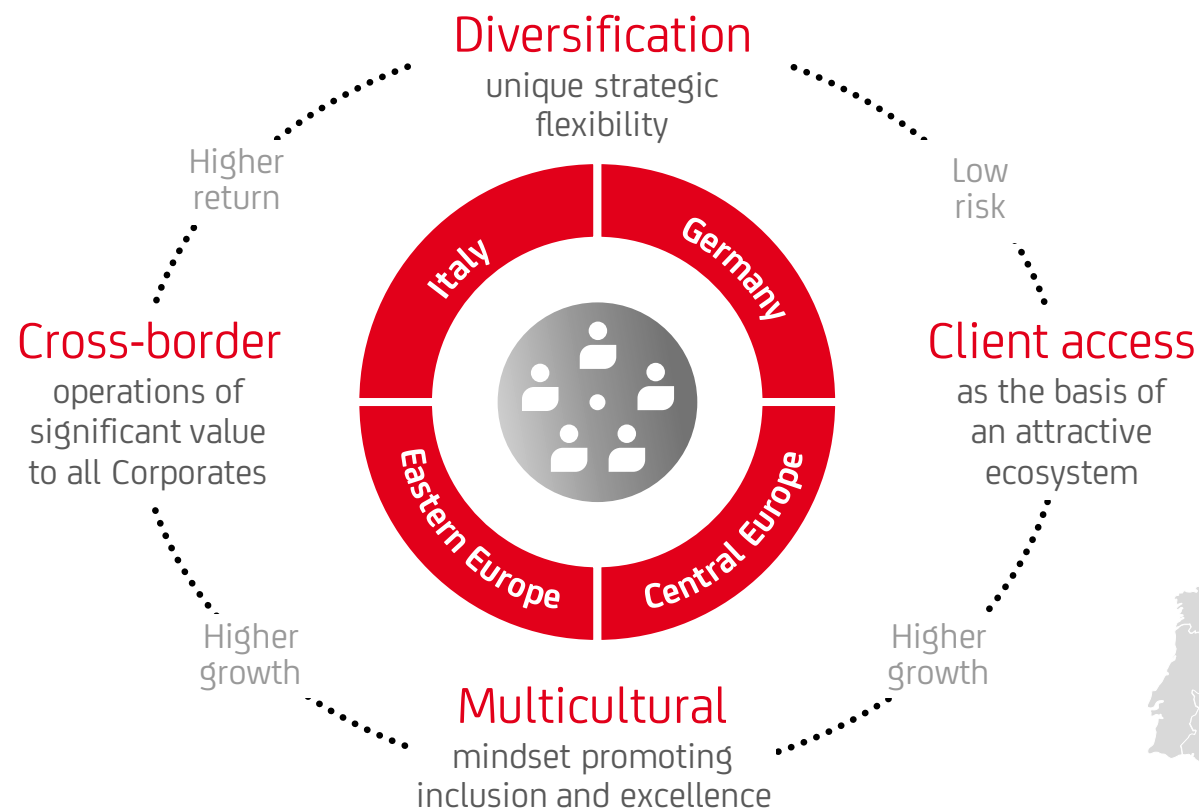 Diversification
unique strategic
flexibility
Higher
return
Low
risk
Italy
Germany
Cross-border
operations of
significant value
to all Corporates
Client access
as the basis of
an attractive
ecosystem
Eastern Europe
Central Europe
Higher
growth
Higher
growth
Multicultural
mindset promoting
inclusion and excellence